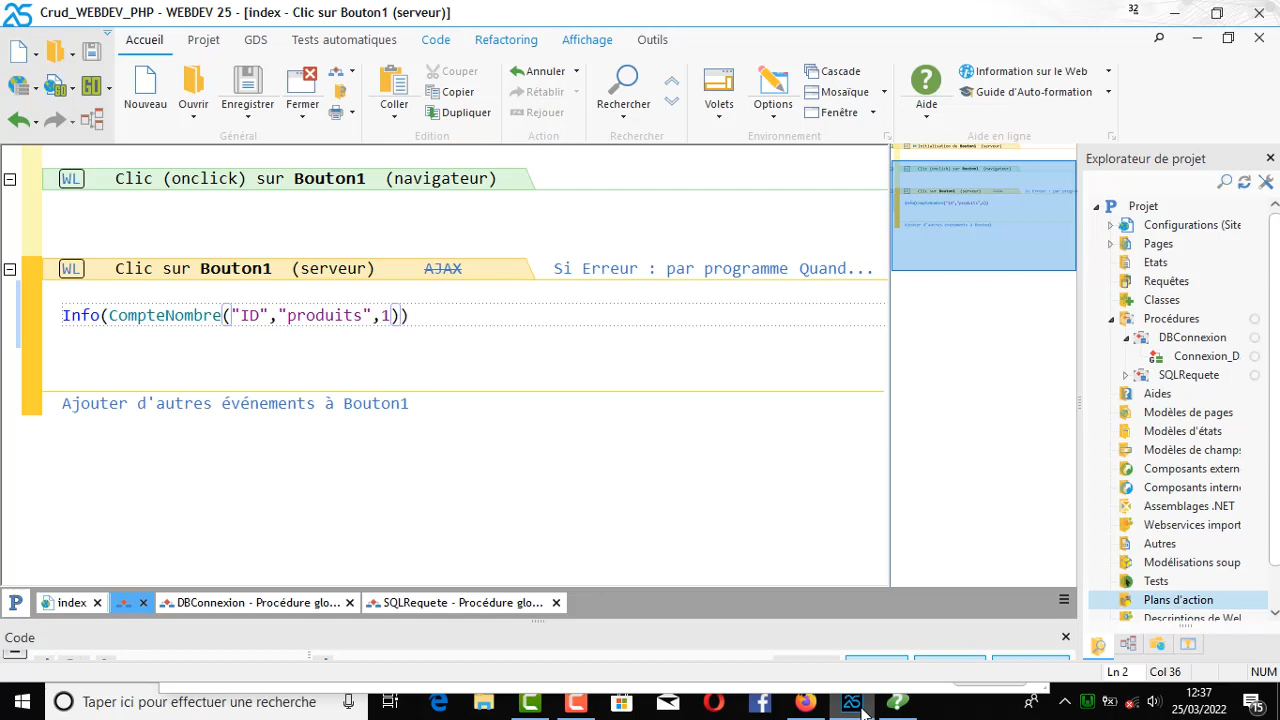 Crud_WEBDEV_PHP - WEBDEV 25 - [index - Clic sur Bouton1 (serveur)]
32
Accueil Projet GDS Tests automatiques Code Refactoring Affichage Outils
Nouveau Ouvrir Enregistrer Fermer
Général
Coller
Couper
Copier
Dupliquer
Edition
Annuler
Rétablir
Rejouer
Action
Rechercher
Rechercher
Volets
Options
Cascade
Mosaïque
Fenêtre
Environnement
Aide
Information sur le Web
Guide d'Auto-formation
Aide en ligne
WL Clic (onclick) sur Bouton1 (navigateur)
WL Clic sur Bouton1 (serveur) AJAX Si Erreur : par programme Quand...
Info(CompteNombre("ID","produits",1))
Ajouter d'autres événements à Bouton1
Explorateur de projet
Projet
Configurations (Site
Pages
Etats
Requêtes
Classes
Procédures
DBConnexion
Connexion_D
SQLRequete
Aides
Modèles de pages
Modèles d'états
Modèles de champs
Composants extern
Composants intern
Assemblages .NET
Webservices import
Autres
Modélisations soup
Tests
Plans d'action
Descriptions de Wel
index
DBConnexion - Procédure glo...
SQLRequete - Procédure glo...
Code
Ln 2 Col 36 NUM
Taper ici pour effectuer une recherche
25
12:37
25/03/2022
15